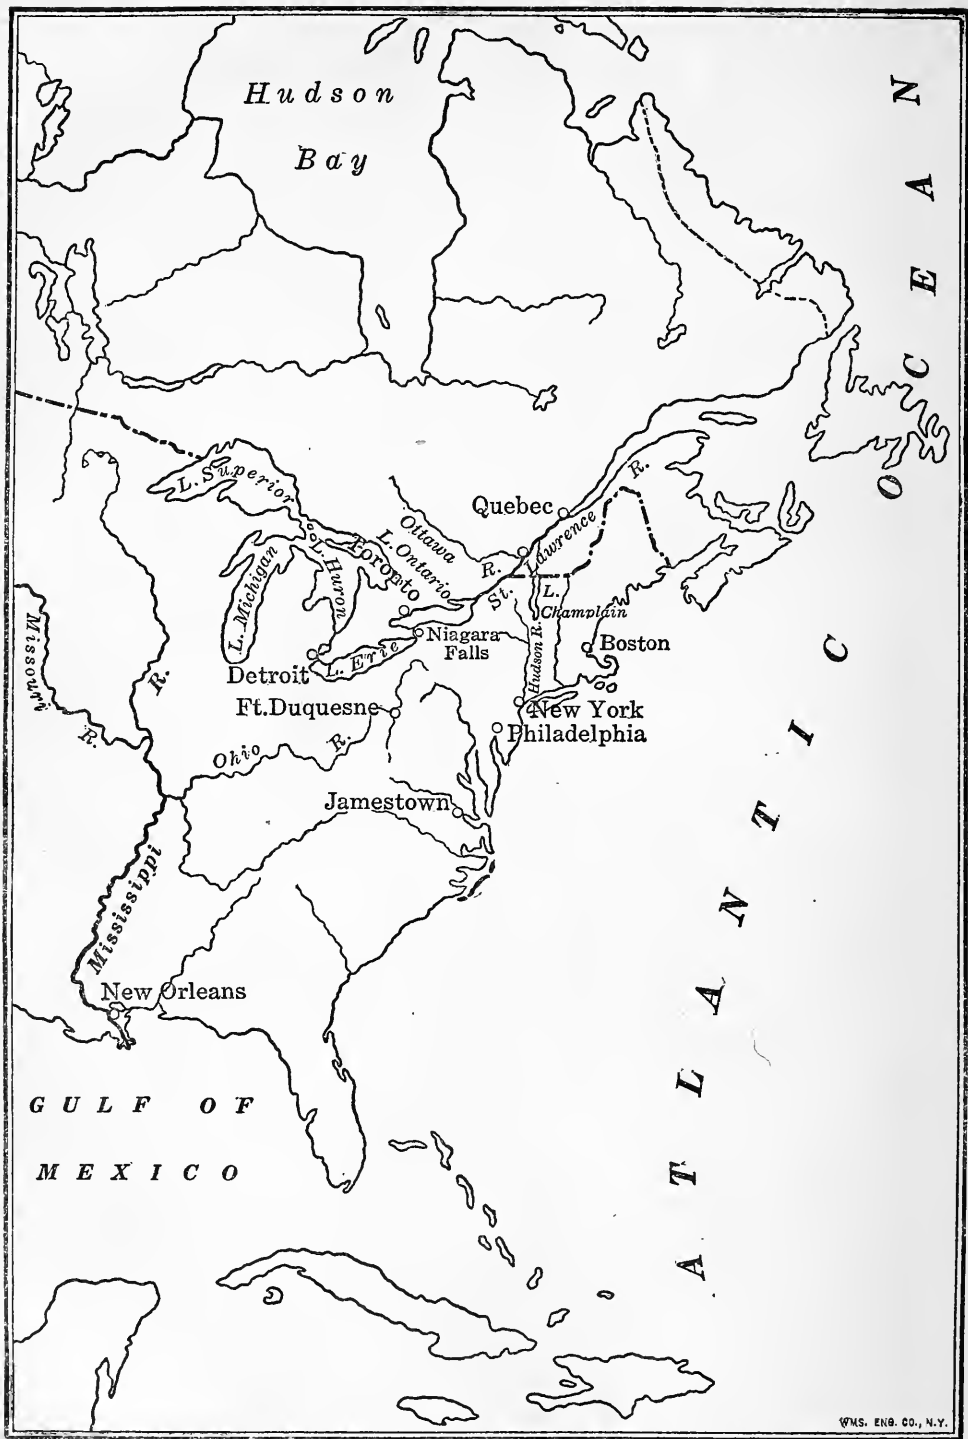 Hudson
Bay
ATLANTIC OCEAN
L. Superior
Quebec
R.
Ottawa
R.
St. Lawrence
Toronto
L. Ontario
L. Huron
L. Michigan
L.
Champlain
Missouri
R.
R.
Niagara
Falls
Hudson R.
Boston
Detroit
L. Erie
Ft. Duquesne
New York
Philadelphia
Ohio
R.
Jamestown
Mississippi
New Orleans
GULF OF
MEXICO
WMS. ENG. CO., N.Y.